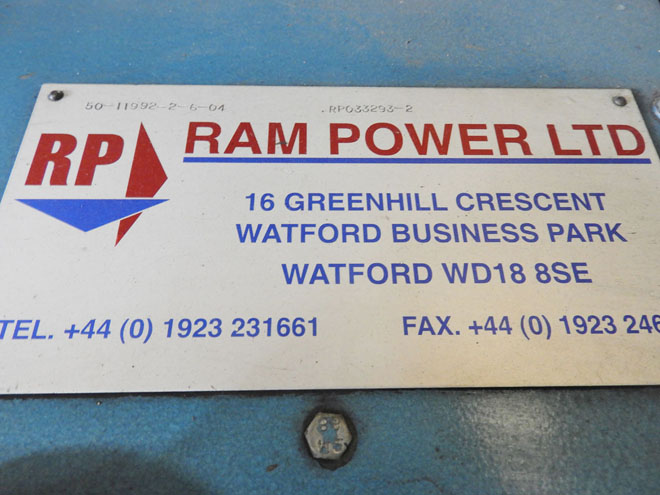 50-11992-2-6-04 .RP033293-2
RP
RAM POWER LTD
16 GREENHILL CRESCENT
WATFORD BUSINESS PARK
WATFORD WD18 8SE
TEL. +44 (0) 1923 231661 FAX. +44 (0) 1923 246